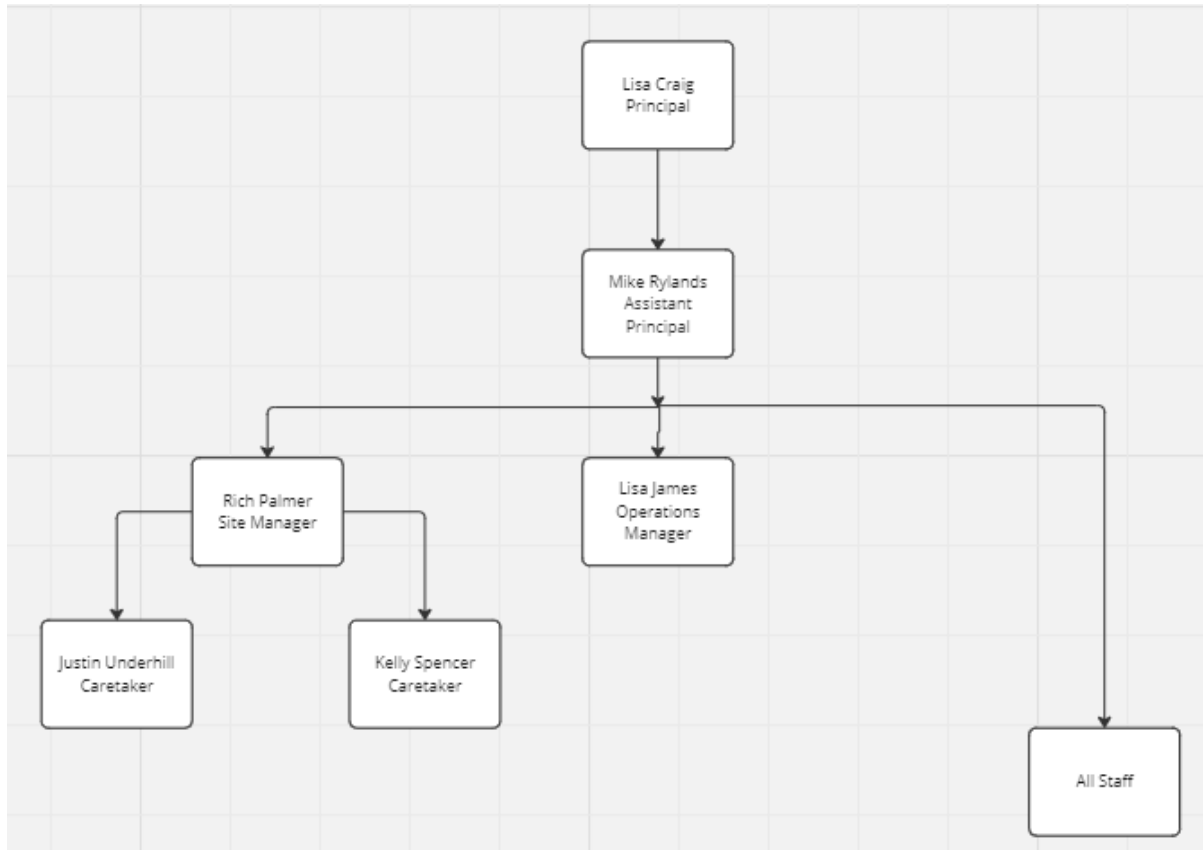 Lisa Craig
Principal
Mike Rylands
Assistant
Principal
Rich Palmer
Site Manager
Lisa James
Operations
Manager
Justin Underhill
Caretaker
Kelly Spencer
Caretaker
All Staff